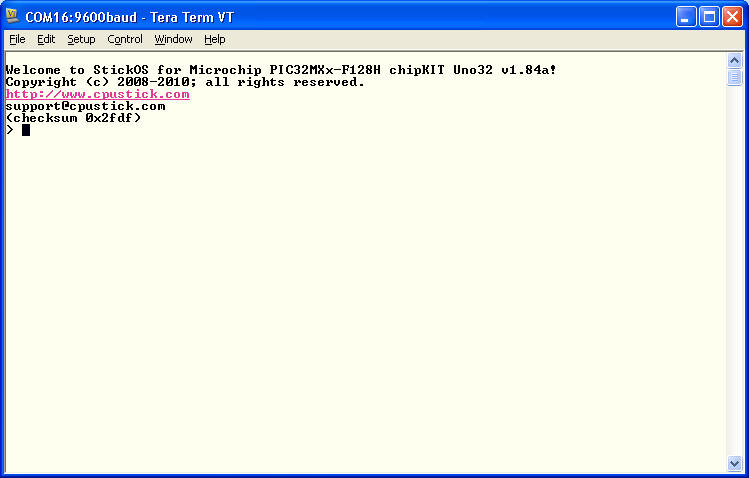 COM16:9600baud - Tera Term VT
File Edit Setup Control Window Help
Welcome to StickOS for Microchip PIC32MXx-F128H chipKIT Uno32 v1.84a!
Copyright (c) 2008-2010; all rights reserved.
http://www.cpustick.com
support@cpustick.com
(checksum 0x2fdf)
>